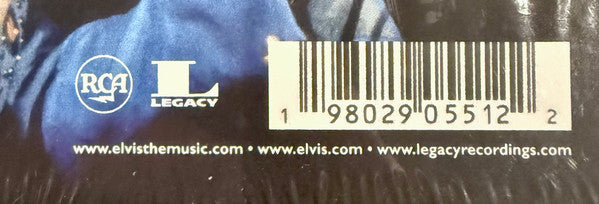 RCA
L
LEGACY
1 98029 05512 2
www.elvisthemusic.com • www.elvis.com • www.legacyrecordings.com